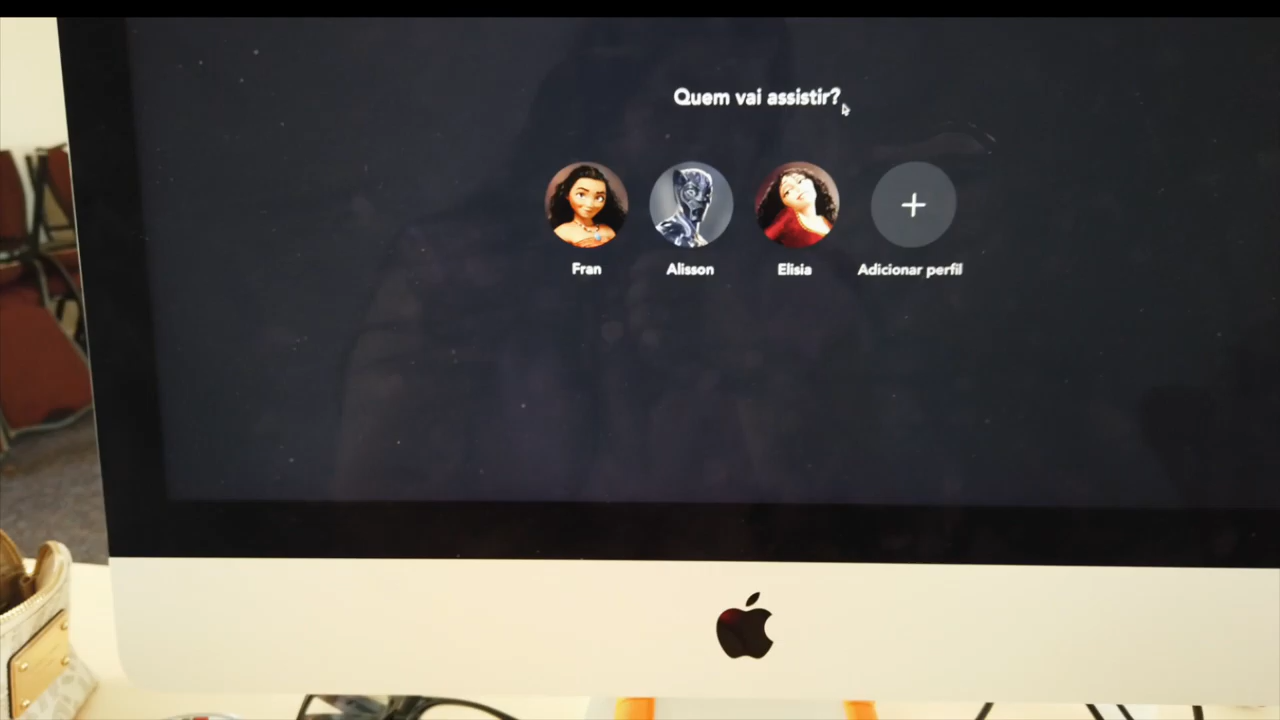 Quem vai assistir?
Fran
Alisson
Elisia
Adicionar perfil